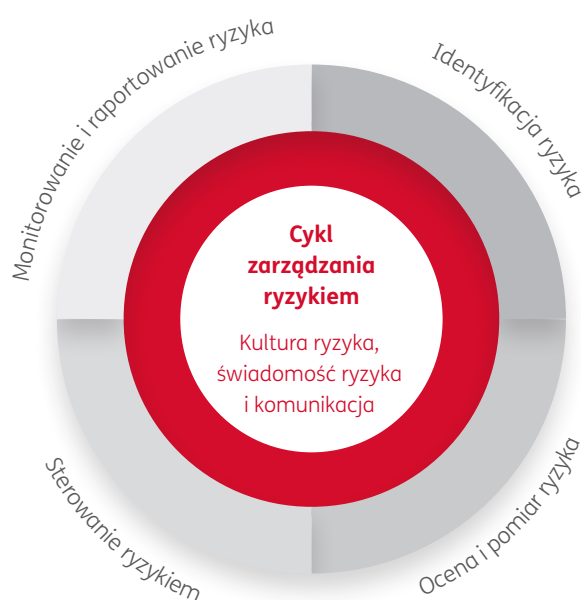 Monitorowanie i raportowanie ryzyka
Identyfikacja ryzyka
Cykl
zarządzania
ryzykiem
Kultura ryzyka,
świadomość ryzyka
i komunikacja
Sterowanie ryzykiem
Ocena i pomiar ryzyka